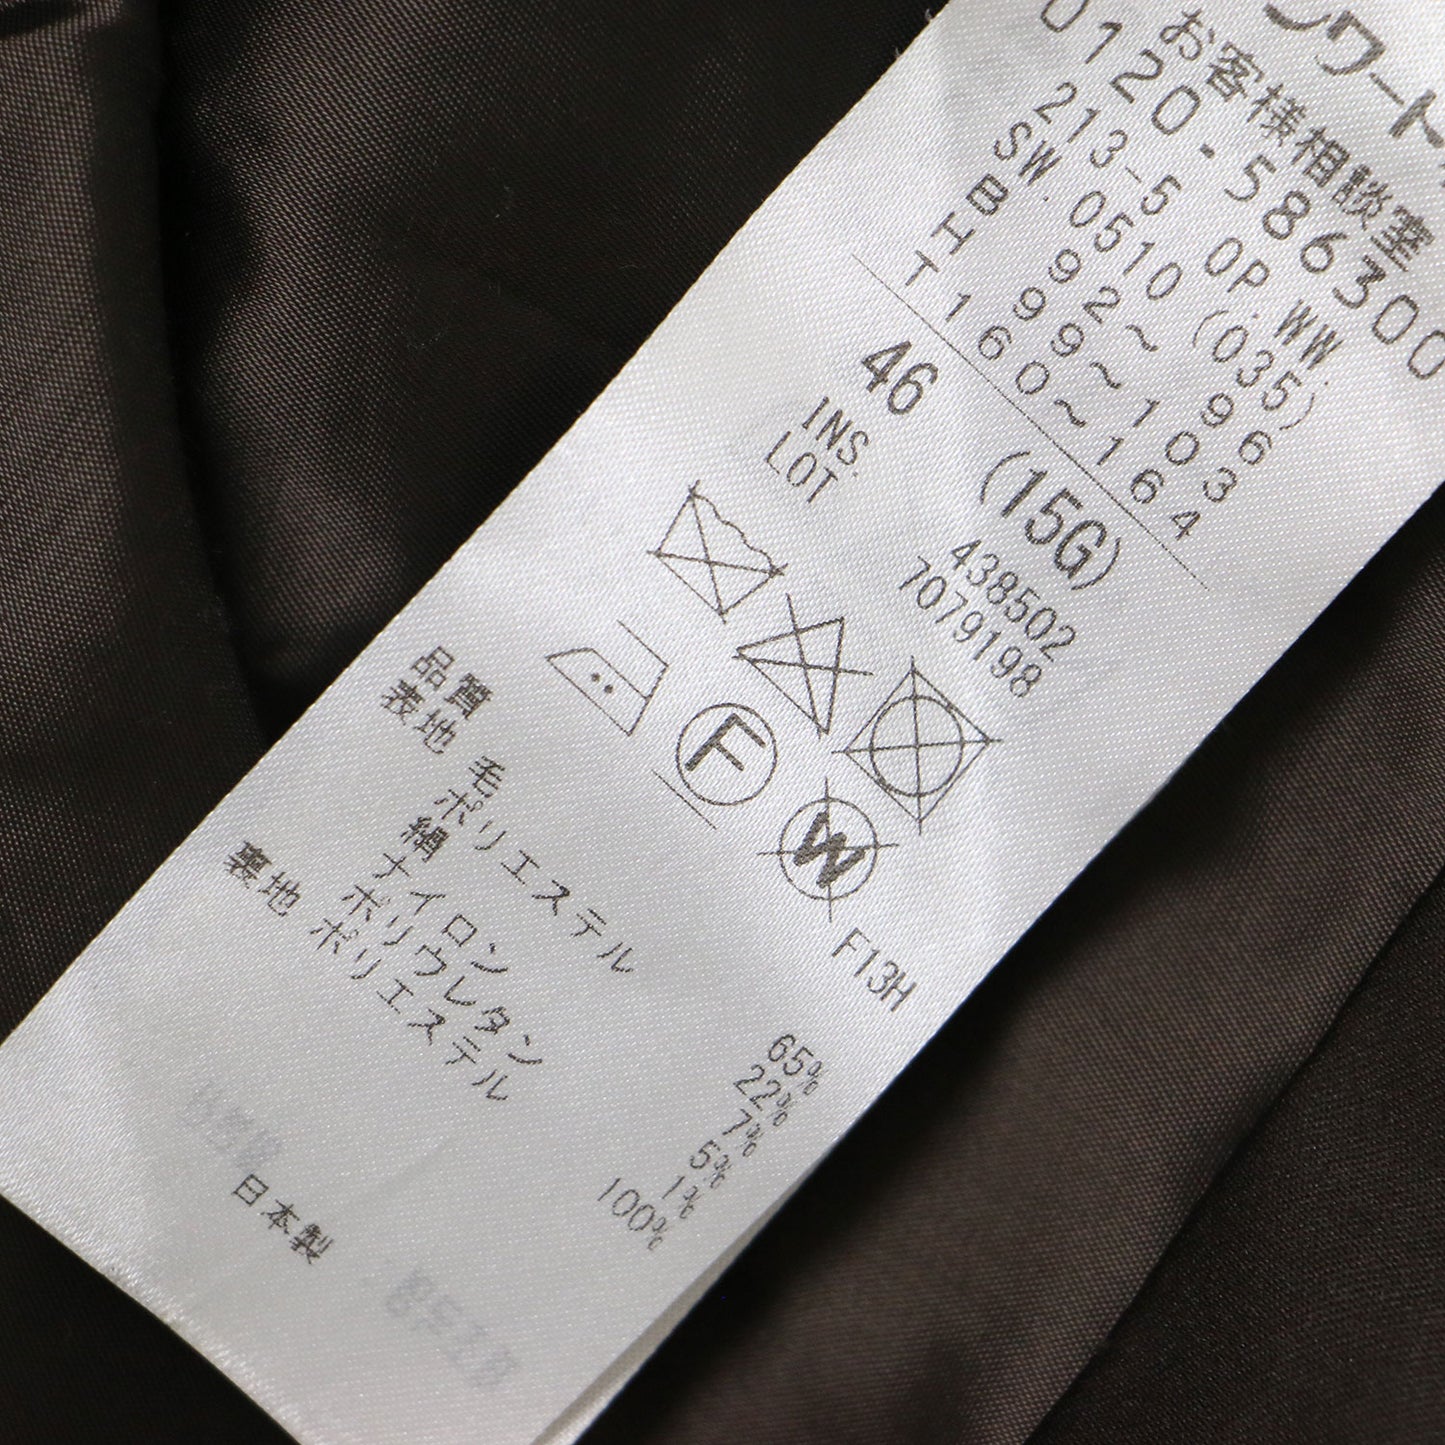 ンワード
お客様相談室
0120-586300
213-5 OP.WW.
SW 0510 (035)
B 92~ 96
H 99~103
T160~164
46 (15G)
INS. 438502
LOT 7079198
F
W
F13H
品質
表地 毛 65%
ポリエステル 22%
絹 7%
ナイロン 5%
ポリウレタン 1%
裏地 ポリエステル 100%
日本製